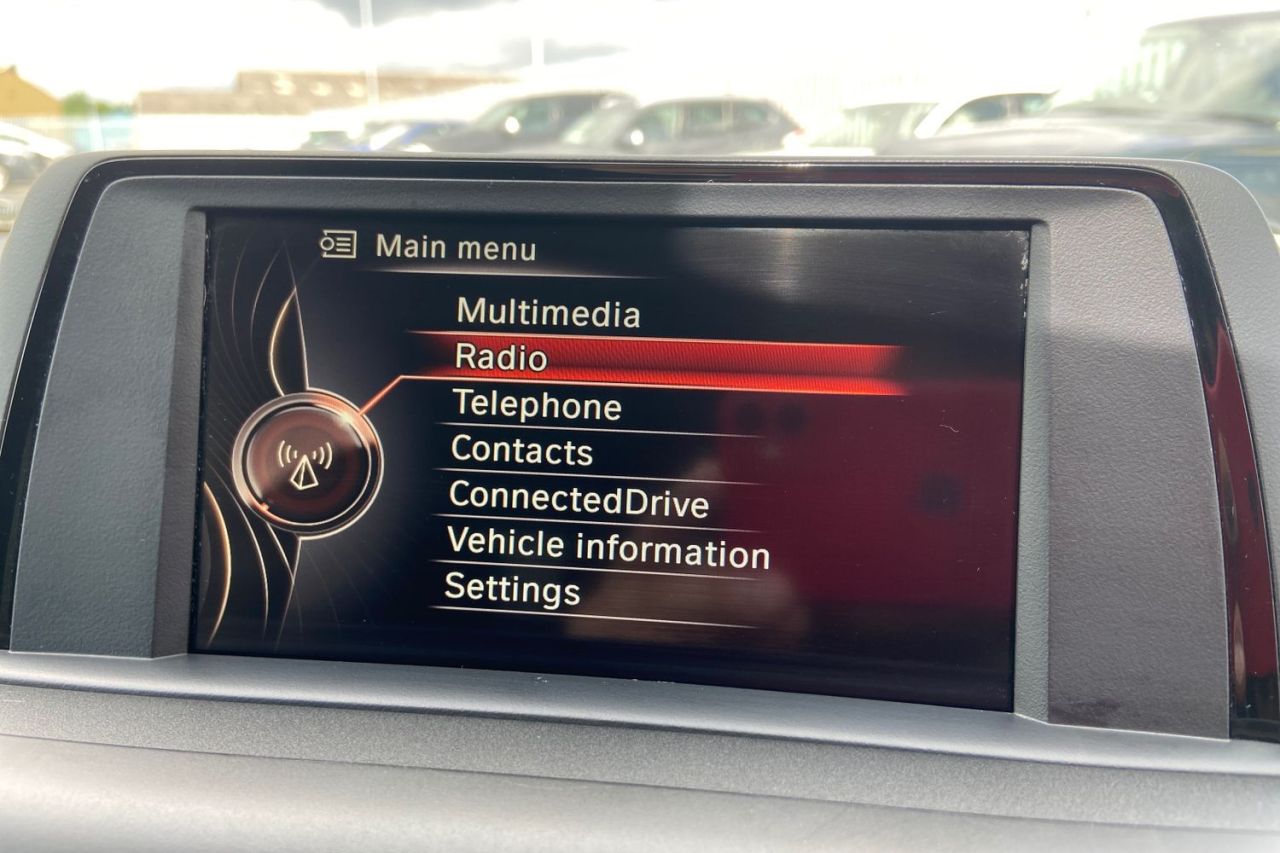 Main menu
Multimedia
Radio
Telephone
Contacts
ConnectedDrive
Vehicle information
Settings